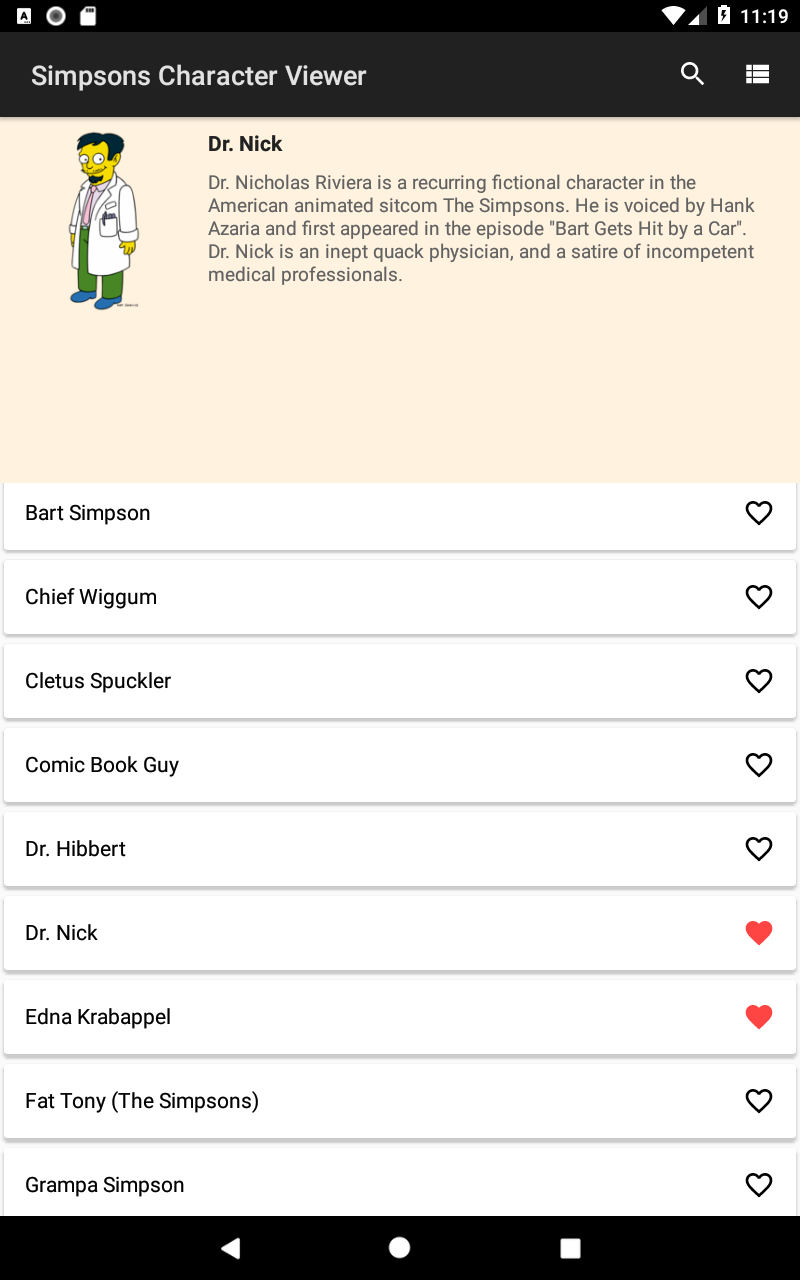 11:19
Simpsons Character Viewer
Dr. Nick
Dr. Nicholas Riviera is a recurring fictional character in the
American animated sitcom The Simpsons. He is voiced by Hank
Azaria and first appeared in the episode "Bart Gets Hit by a Car".
Dr. Nick is an inept quack physician, and a satire of incompetent
medical professionals.
Bart Simpson
Chief Wiggum
Cletus Spuckler
Comic Book Guy
Dr. Hibbert
Dr. Nick
Edna Krabappel
Fat Tony (The Simpsons)
Grampa Simpson